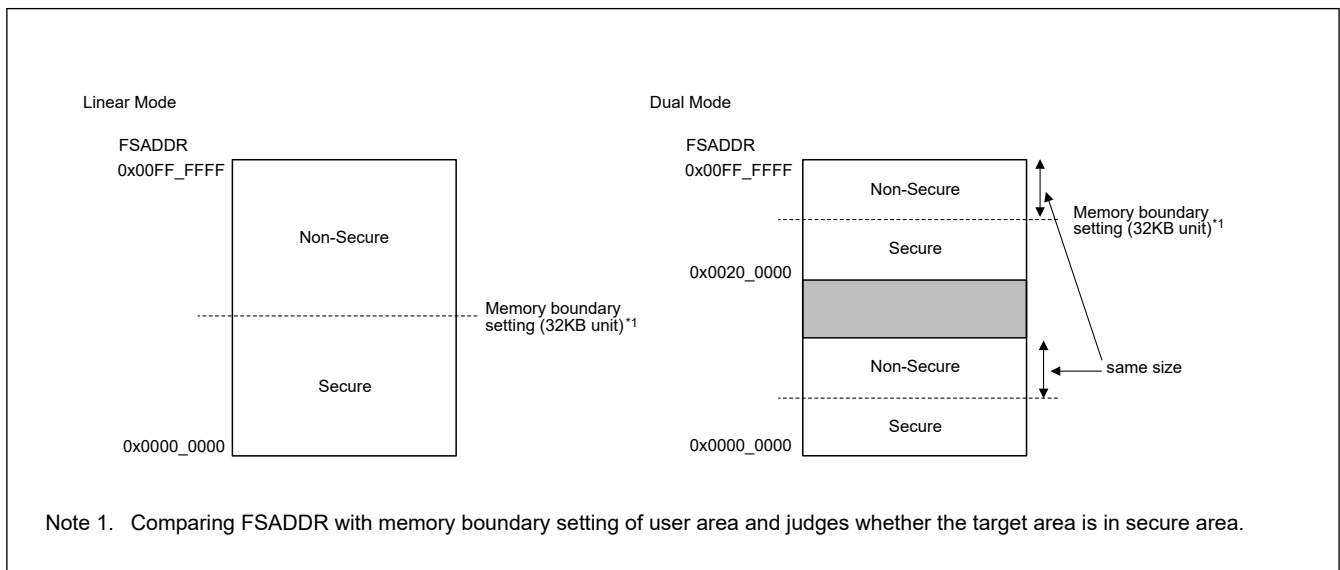 Linear Mode
FSADDR
0x00FF_FFFF
Non-Secure
Memory boundary
setting (32KB unit)*1
Secure
0x0000_0000
Dual Mode
FSADDR
0x00FF_FFFF
Non-Secure
Memory boundary
setting (32KB unit)*1
Secure
0x0020_0000
Non-Secure
same size
Secure
0x0000_0000
Note 1. Comparing FSADDR with memory boundary setting of user area and judges whether the target area is in secure area.